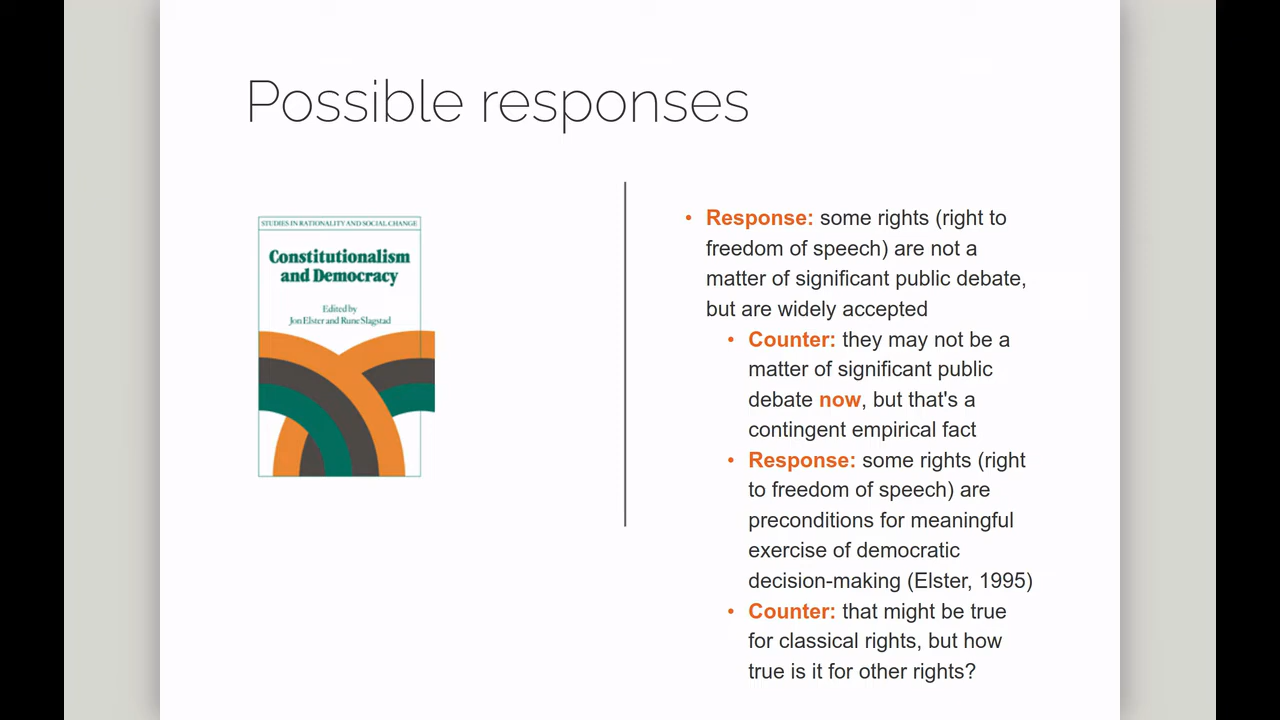 Possible responses
STUDIES IN RATIONALITY AND SOCIAL CHANGE
Constitutionalism
and Democracy
Edited by
Jon Elster and Rune Slagstad
• Response: some rights (right to
freedom of speech) are not a
matter of significant public debate,
but are widely accepted
• Counter: they may not be a
matter of significant public
debate now, but that's a
contingent empirical fact
• Response: some rights (right
to freedom of speech) are
preconditions for meaningful
exercise of democratic
decision-making (Elster, 1995)
• Counter: that might be true
for classical rights, but how
true is it for other rights?